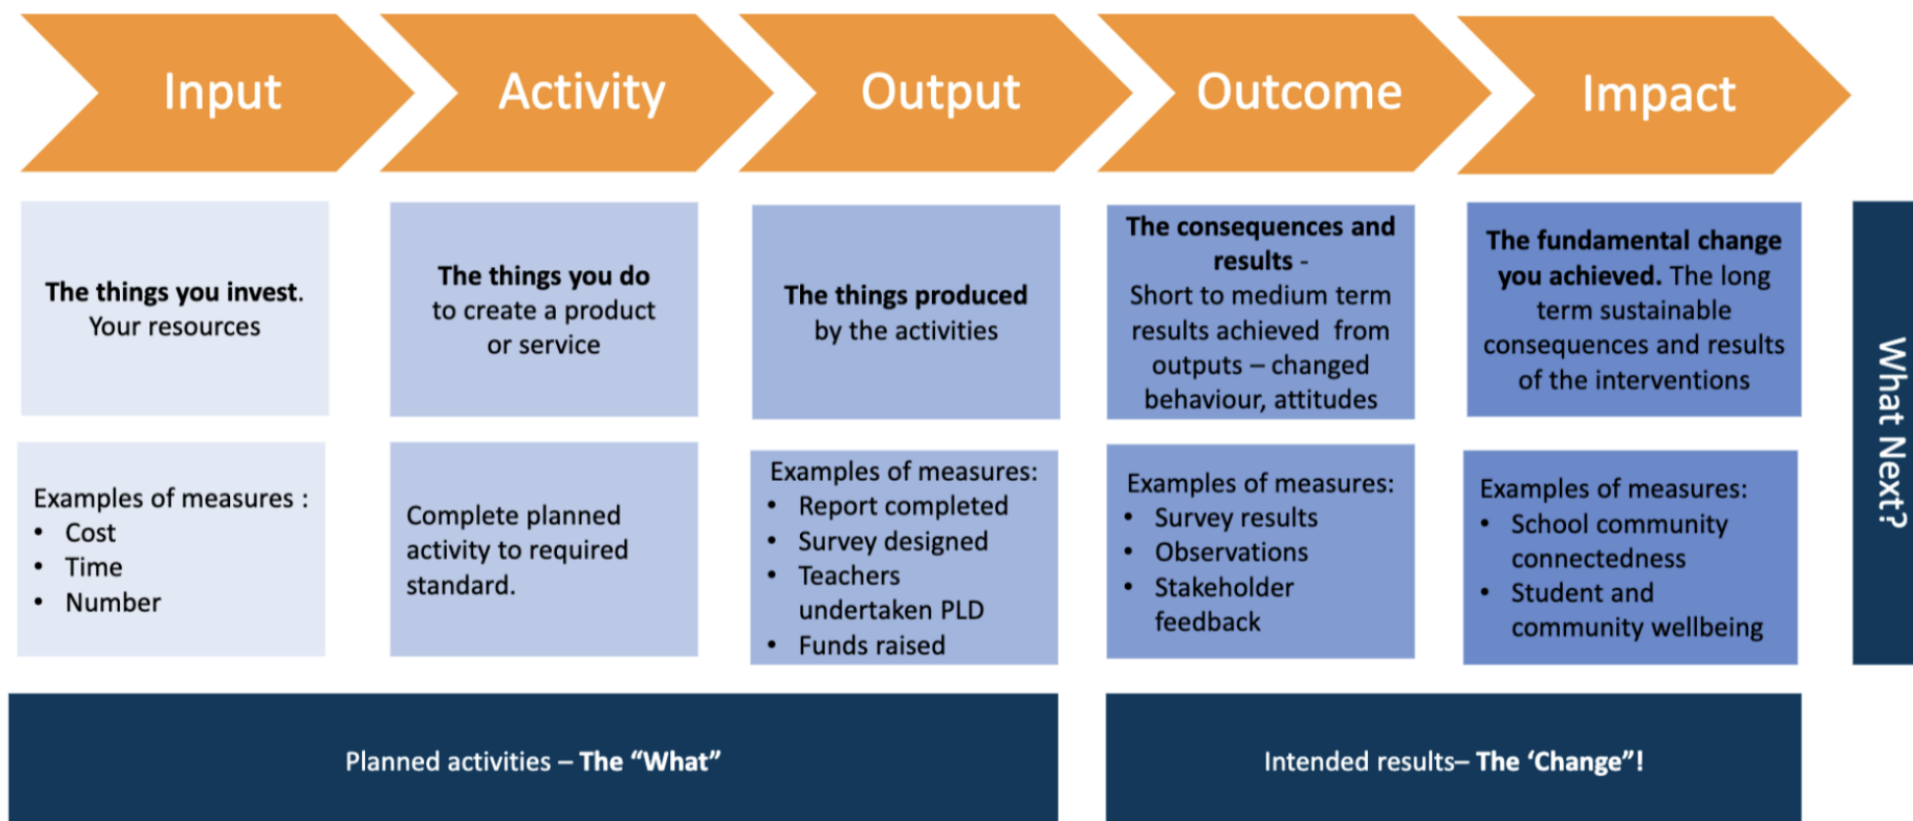 Input
Activity
Output
Outcome
Impact
The things you invest.
Your resources
The things you do
to create a product
or service
The things produced
by the activities
The consequences and
results -
Short to medium term
results achieved from
outputs – changed
behaviour, attitudes
The fundamental change
you achieved. The long
term sustainable
consequences and results
of the interventions
Examples of measures :
• Cost
• Time
• Number
Complete planned
activity to required
standard.
Examples of measures:
• Report completed
• Survey designed
• Teachers
undertaken PLD
• Funds raised
Examples of measures:
• Survey results
• Observations
• Stakeholder
feedback
Examples of measures:
• School community
connectedness
• Student and
community wellbeing
What Next?
Planned activities – The “What”
Intended results– The ‘Change”!